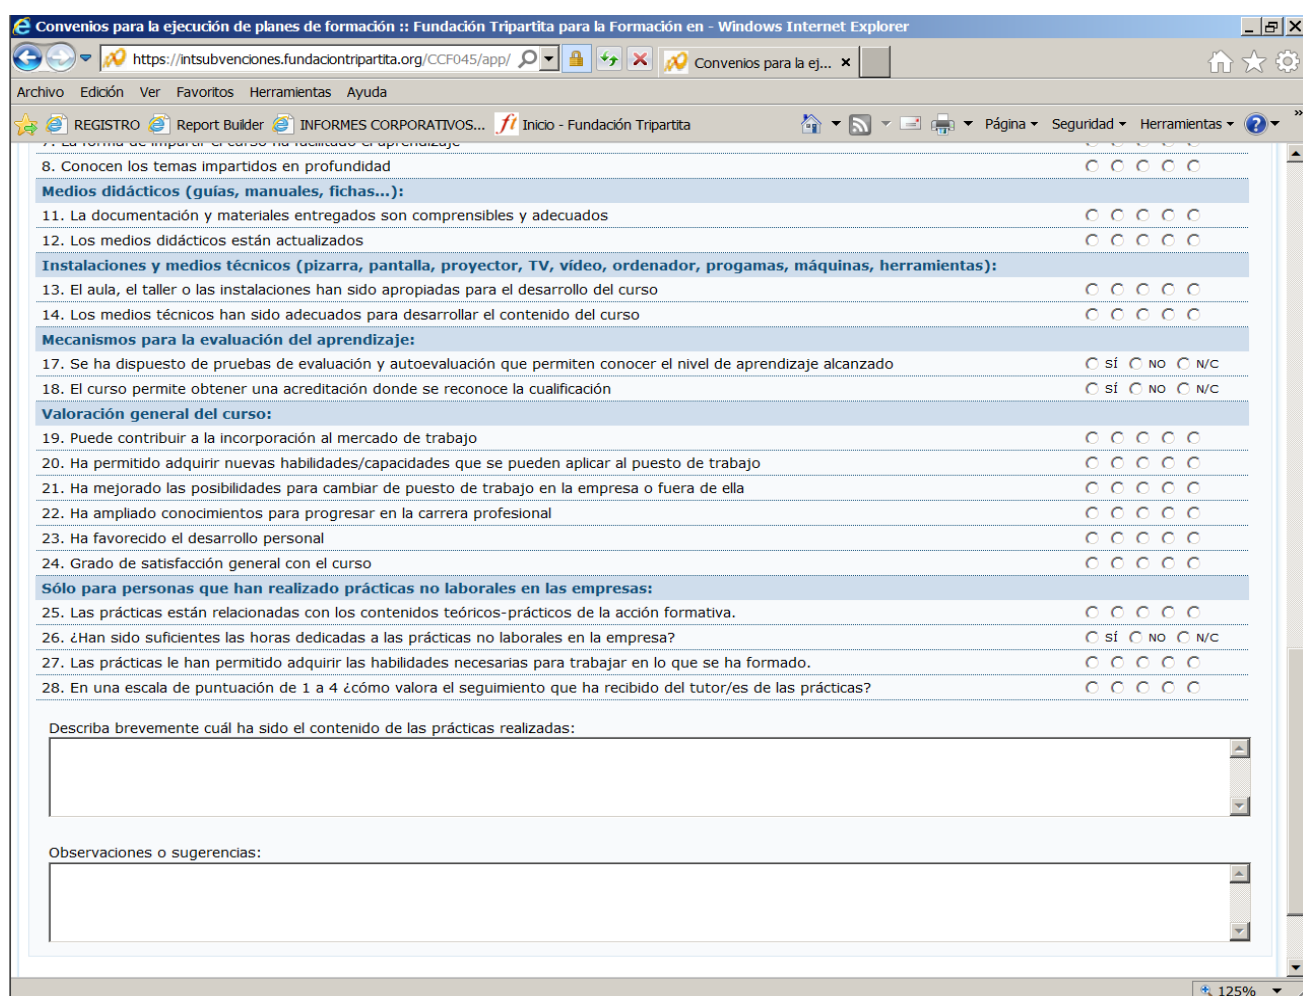 Convenios para la ejecución de planes de formación :: Fundación Tripartita para la Formación en - Windows Internet Explorer
https://intsubvenciones.fundaciontripartita.org/CCF045/app/
Convenios para la ej...
Archivo Edición Ver Favoritos Herramientas Ayuda
REGISTRO Report Builder INFORMES CORPORATIVOS... Inicio - Fundación Tripartita Página Seguridad Herramientas
7. La forma de impartir el curso ha facilitado el aprendizaje
8. Conocen los temas impartidos en profundidad
Medios didácticos (guías, manuales, fichas...):
11. La documentación y materiales entregados son comprensibles y adecuados
12. Los medios didácticos están actualizados
Instalaciones y medios técnicos (pizarra, pantalla, proyector, TV, vídeo, ordenador, progamas, máquinas, herramientas):
13. El aula, el taller o las instalaciones han sido apropiadas para el desarrollo del curso
14. Los medios técnicos han sido adecuados para desarrollar el contenido del curso
Mecanismos para la evaluación del aprendizaje:
17. Se ha dispuesto de pruebas de evaluación y autoevaluación que permiten conocer el nivel de aprendizaje alcanzado SÍ NO N/C
18. El curso permite obtener una acreditación donde se reconoce la cualificación SÍ NO N/C
Valoración general del curso:
19. Puede contribuir a la incorporación al mercado de trabajo
20. Ha permitido adquirir nuevas habilidades/capacidades que se pueden aplicar al puesto de trabajo
21. Ha mejorado las posibilidades para cambiar de puesto de trabajo en la empresa o fuera de ella
22. Ha ampliado conocimientos para progresar en la carrera profesional
23. Ha favorecido el desarrollo personal
24. Grado de satisfacción general con el curso
Sólo para personas que han realizado prácticas no laborales en las empresas:
25. Las prácticas están relacionadas con los contenidos teóricos-prácticos de la acción formativa.
26. ¿Han sido suficientes las horas dedicadas a las prácticas no laborales en la empresa? SÍ NO N/C
27. Las prácticas le han permitido adquirir las habilidades necesarias para trabajar en lo que se ha formado.
28. En una escala de puntuación de 1 a 4 ¿cómo valora el seguimiento que ha recibido del tutor/es de las prácticas?
Describa brevemente cuál ha sido el contenido de las prácticas realizadas:
Observaciones o sugerencias:
125%